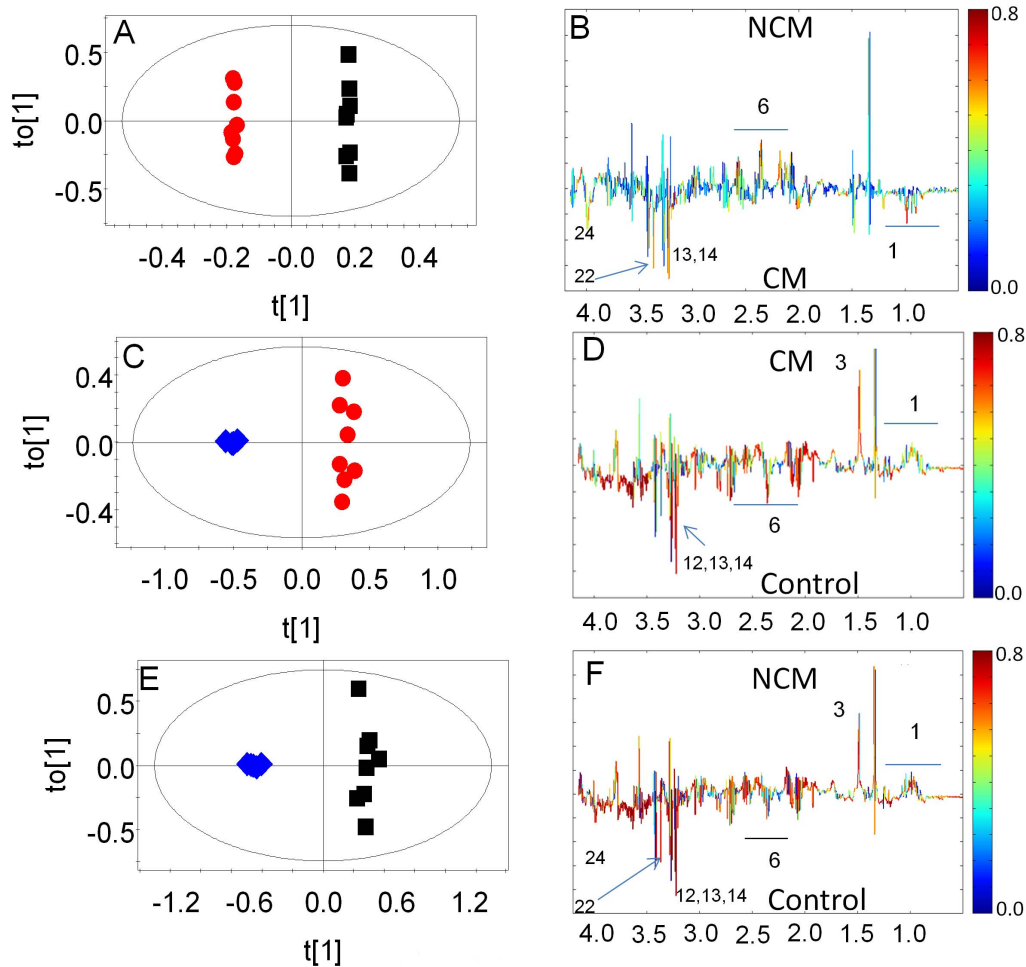 A
to[1]
0.5
0.0
-0.5
-0.4 -0.2 -0.0 0.2 0.4
t[1]
B
NCM
6
24
22
13,14
1
CM
4.0 3.5 3.0 2.5 2.0 1.5 1.0
0.8
0.0
C
to[1]
0.4
0.0
-0.4
-1.0 -0.5 0.0 0.5 1.0
t[1]
D
CM
3
1
6
12,13,14
Control
4.0 3.5 3.0 2.5 2.0 1.5 1.0
0.8
0.0
E
to[1]
0.5
0.0
-0.5
-1.2 -0.6 0.0 0.6 1.2
t[1]
F
NCM
3
1
24
6
22
12,13,14
Control
4.0 3.5 3.0 2.5 2.0 1.5 1.0
0.8
0.0